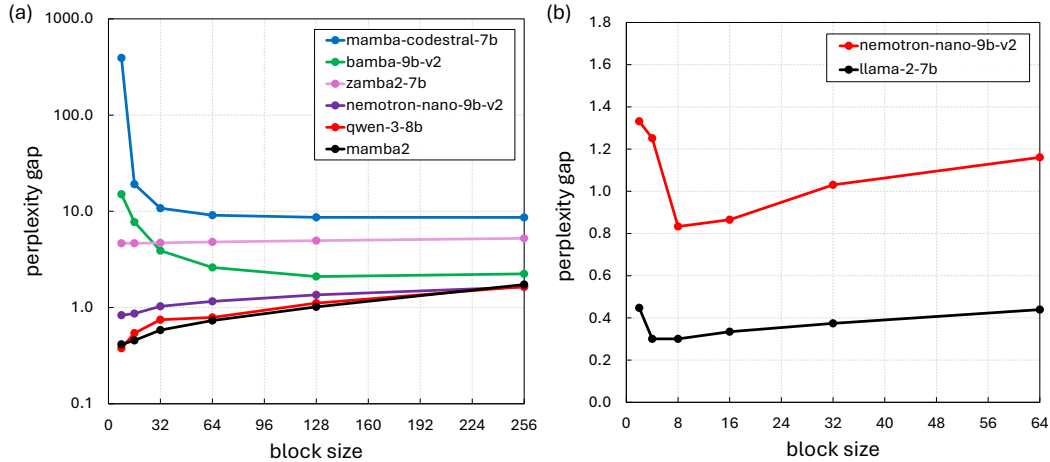 (a)
perplexity gap
1000.0
100.0
10.0
1.0
0.1
mamba-codestral-7b
bamba-9b-v2
zamba2-7b
nemotron-nano-9b-v2
qwen-3-8b
mamba2
0 32 64 96 128 160 192 224 256
block size
(b)
perplexity gap
1.8
1.6
1.4
1.2
1.0
0.8
0.6
0.4
0.2
0.0
nemotron-nano-9b-v2
llama-2-7b
0 8 16 24 32 40 48 56 64
block size